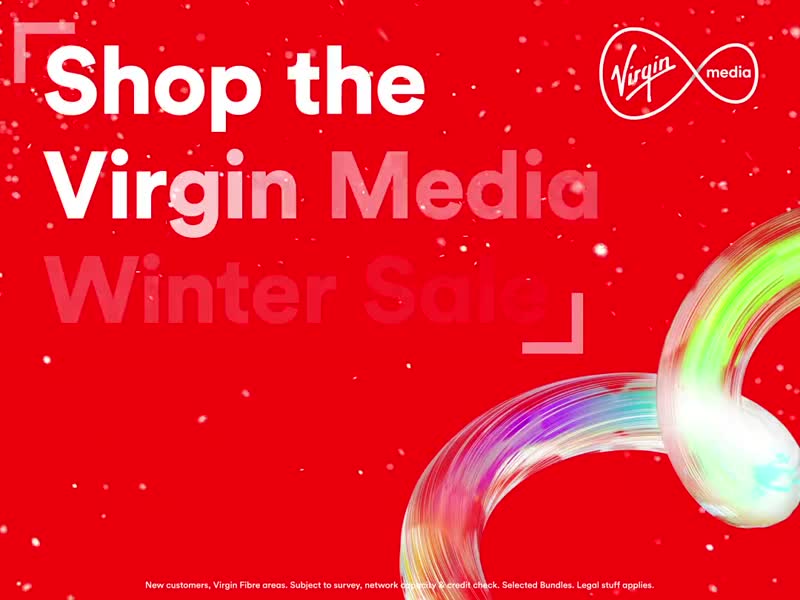 Shop the
Virgin Media
Winter Sale
Virgin media
New customers, Virgin Fibre areas. Subject to survey, network capacity & credit check. Selected Bundles. Legal stuff applies.